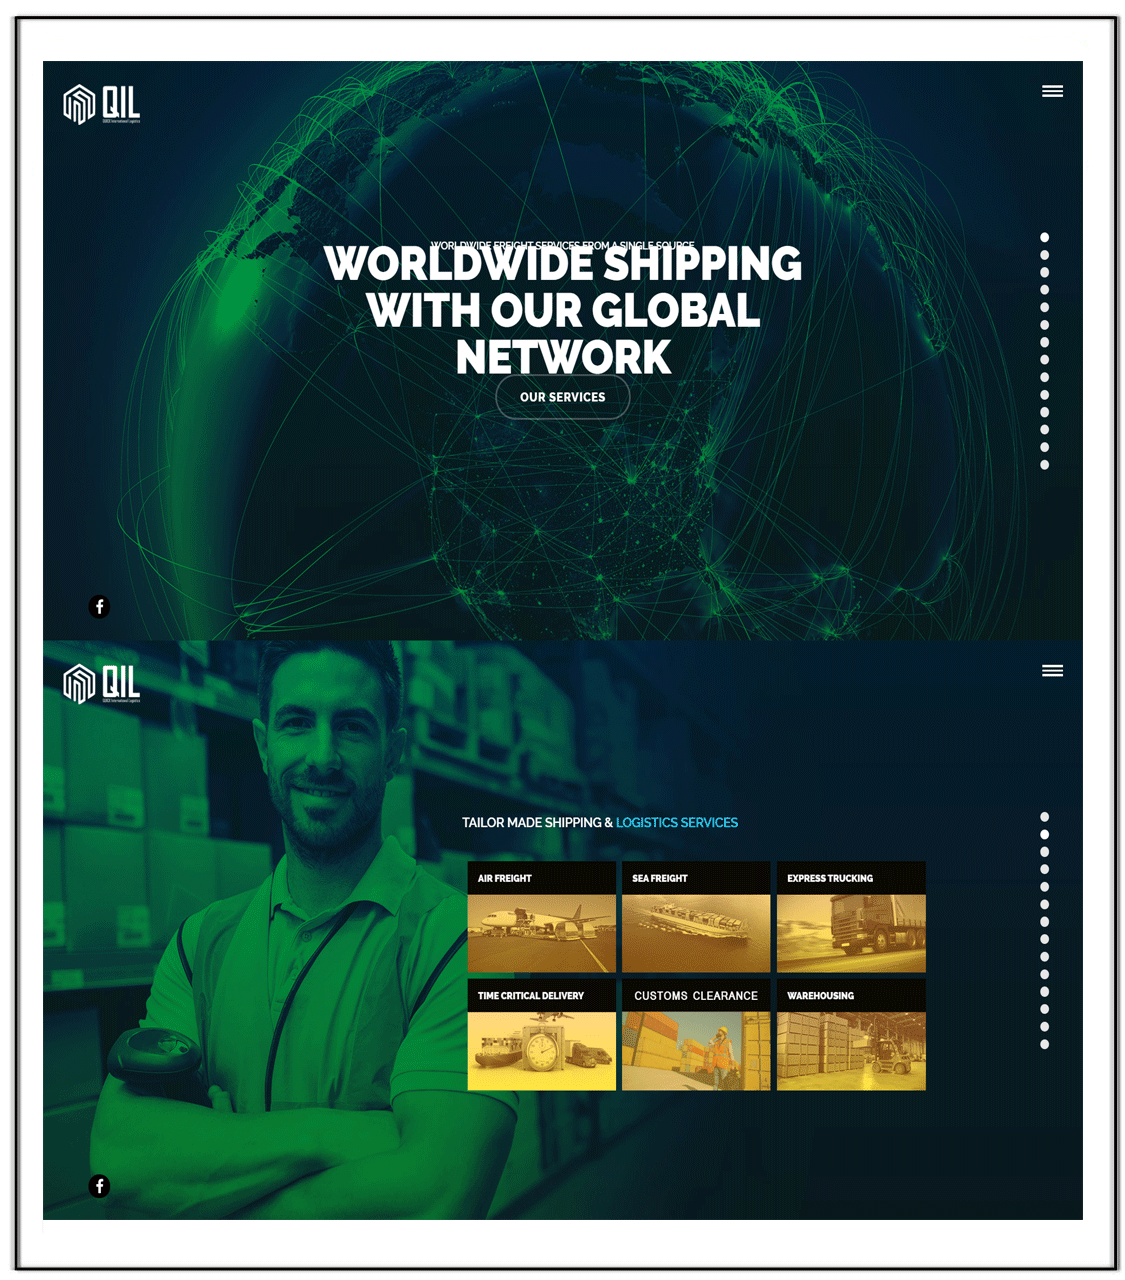 QIL
WORLDWIDE FREIGHT SERVICES FROM A SINGLE SOURCE
WORLDWIDE SHIPPING
WITH OUR GLOBAL
NETWORK
OUR SERVICES
QIL
TAILOR MADE SHIPPING & LOGISTICS SERVICES
AIR FREIGHT
SEA FREIGHT
EXPRESS TRUCKING
TIME CRITICAL DELIVERY
CUSTOMS CLEARANCE
WAREHOUSING